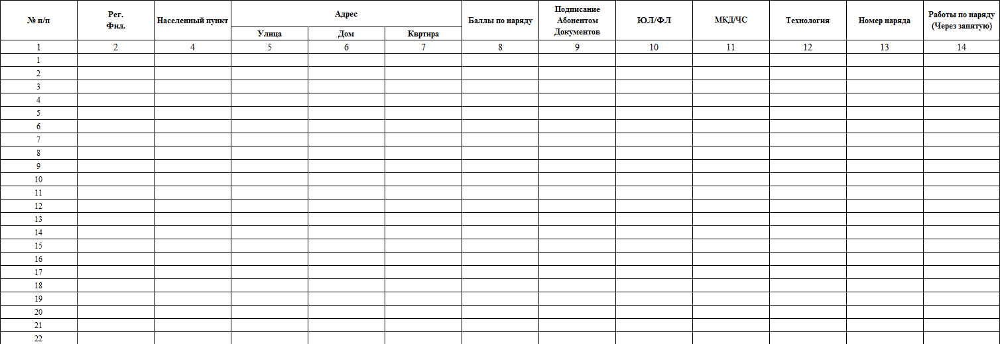 № п/п
Рег.
Фил.
Населенный пункт
Адрес
Улица
Дом
Квртира
Баллы по наряду
Подписание
Абонентом
Документов
ЮЛ/ФЛ
МКД/ЧС
Технология
Номер наряда
Работы по наряду
(Через запятую)
1 2 4 5 6 7 8 9 10 11 12 13 14
1
2
3
4
5
6
7
8
9
10
11
12
13
14
15
16
17
18
19
20
21
22